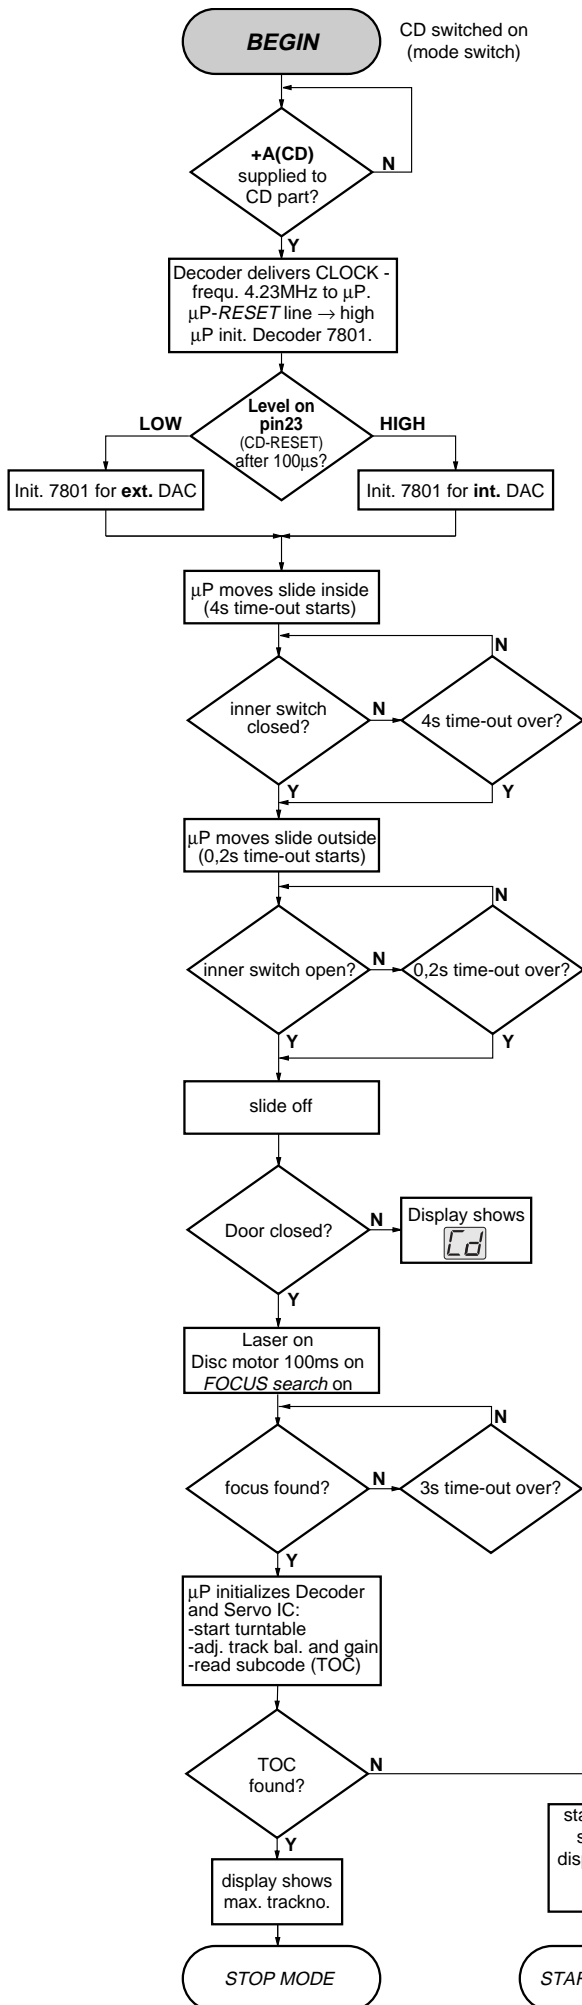 BEGIN
CD switched on
(mode switch)
+A(CD)
supplied to
CD part?
N
Y
Decoder delivers CLOCK -
frequ. 4.23MHz to µP.
µP-RESET line → high
µP init. Decoder 7801.
LOW
Level on
pin23
(CD-RESET)
after 100µs?
HIGH
Init. 7801 for ext. DAC
Init. 7801 for int. DAC
µP moves slide inside
(4s time-out starts)
N
inner switch
closed?
N
4s time-out over?
Y
Y
µP moves slide outside
(0,2s time-out starts)
N
inner switch open?
N
0,2s time-out over?
Y
Y
slide off
Door closed?
N
Display shows
Cd
Y
Laser on
Disc motor 100ms on
FOCUS search on
N
focus found?
N
3s time-out over?
Y
µP initializes Decoder
and Servo IC:
-start turntable
-adj. track bal. and gain
-read subcode (TOC)
TOC
found?
N
Y
display shows
max. trackno.
STOP MODE